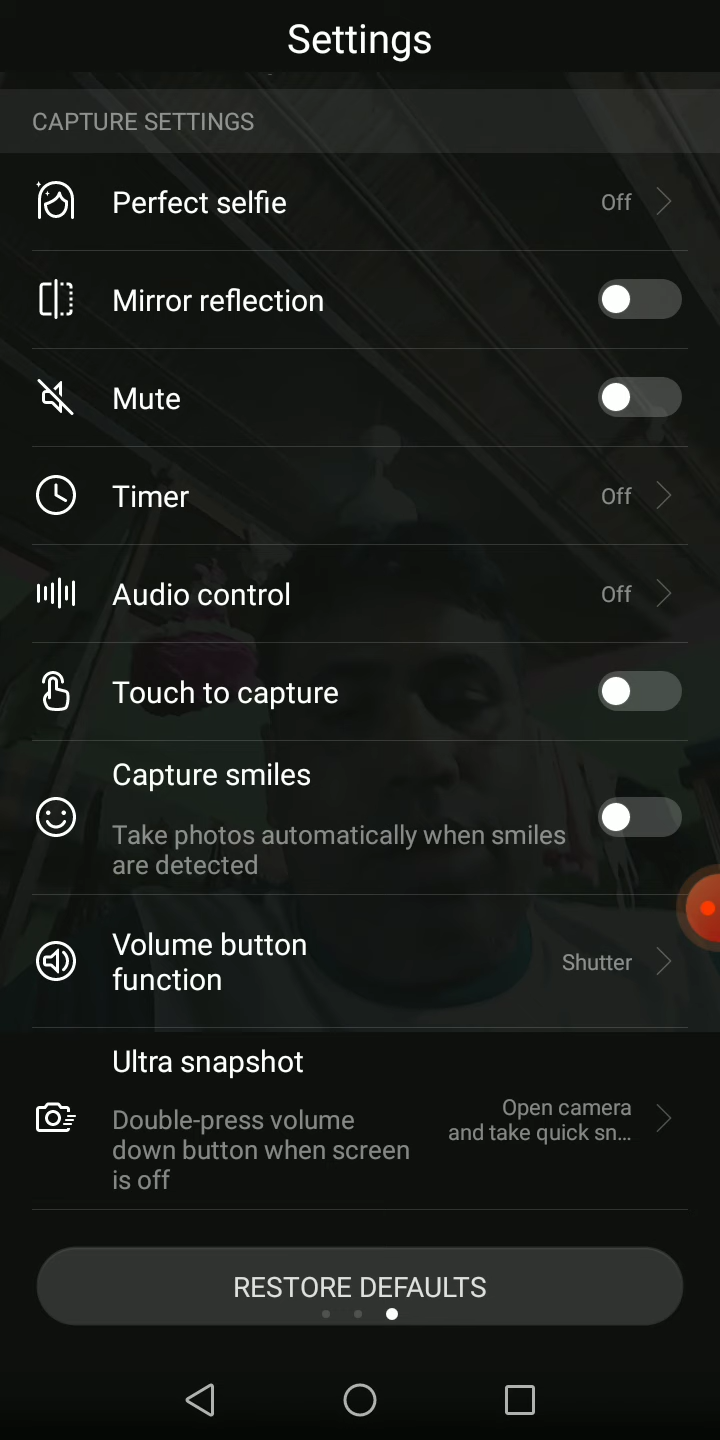 Settings
CAPTURE SETTINGS
Perfect selfie
Off
Mirror reflection
Mute
Timer
Off
Audio control
Off
Touch to capture
Capture smiles
Take photos automatically when smiles
are detected
Volume button
function
Shutter
Ultra snapshot
Double-press volume
down button when screen
is off
Open camera
and take quick sn...
RESTORE DEFAULTS